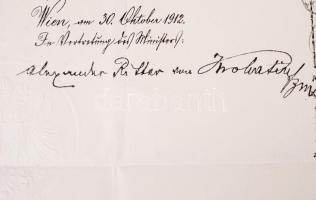 Wien, am 30. Oktober 1912.
In Vertretung des Ministers:
Alexander Ritter von Krobatin